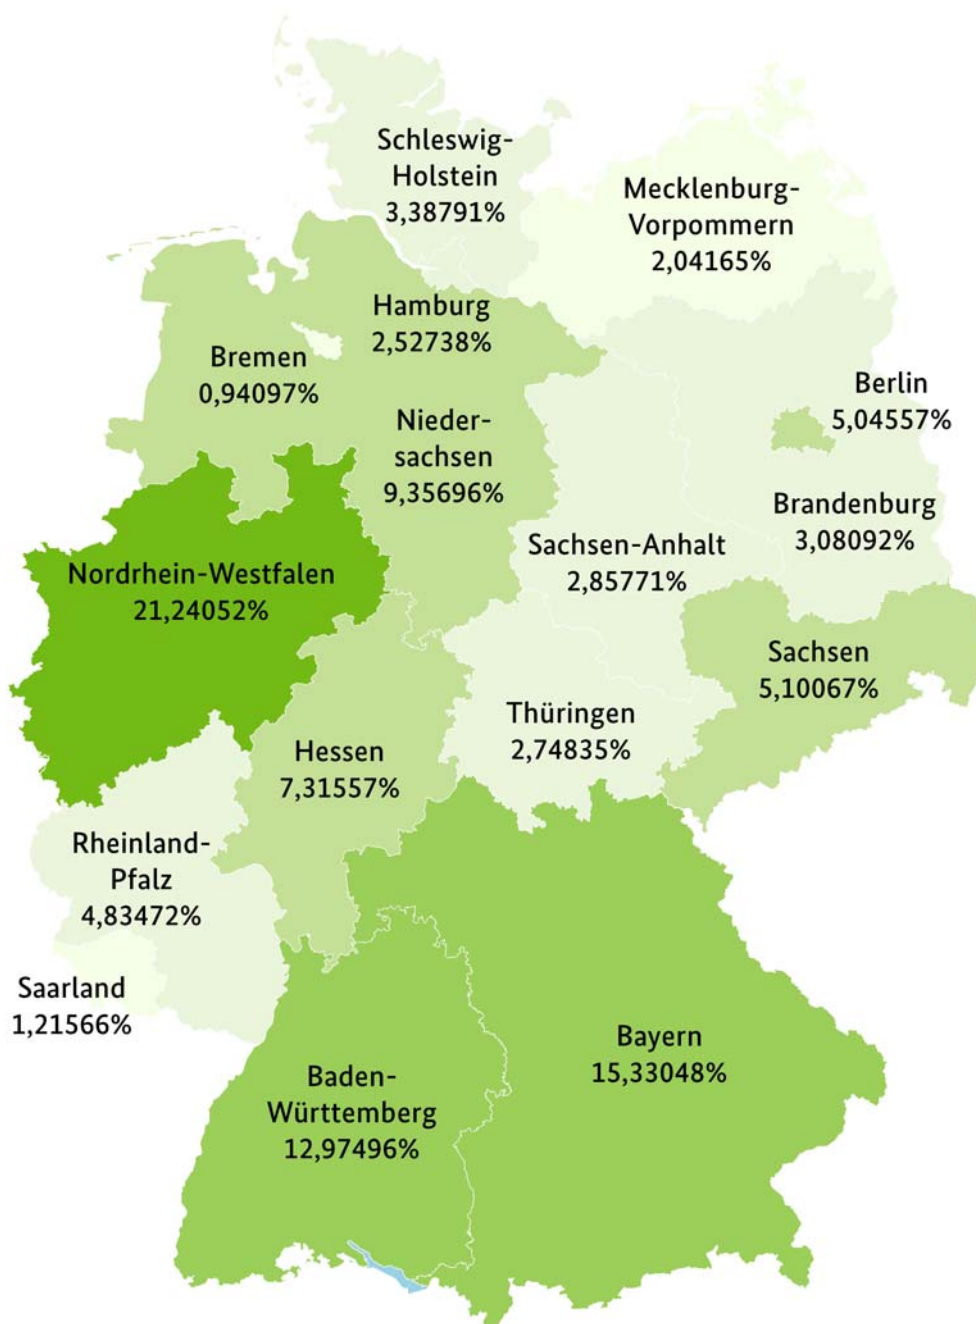 Schleswig-
Holstein
3,38791%
Mecklenburg-
Vorpommern
2,04165%
Hamburg
2,52738%
Bremen
0,94097%
Berlin
5,04557%
Nieder-
sachsen
9,35696%
Brandenburg
3,08092%
Sachsen-Anhalt
2,85771%
Nordrhein-Westfalen
21,24052%
Sachsen
5,10067%
Thüringen
2,74835%
Hessen
7,31557%
Rheinland-
Pfalz
4,83472%
Saarland
1,21566%
Bayern
15,33048%
Baden-
Württemberg
12,97496%